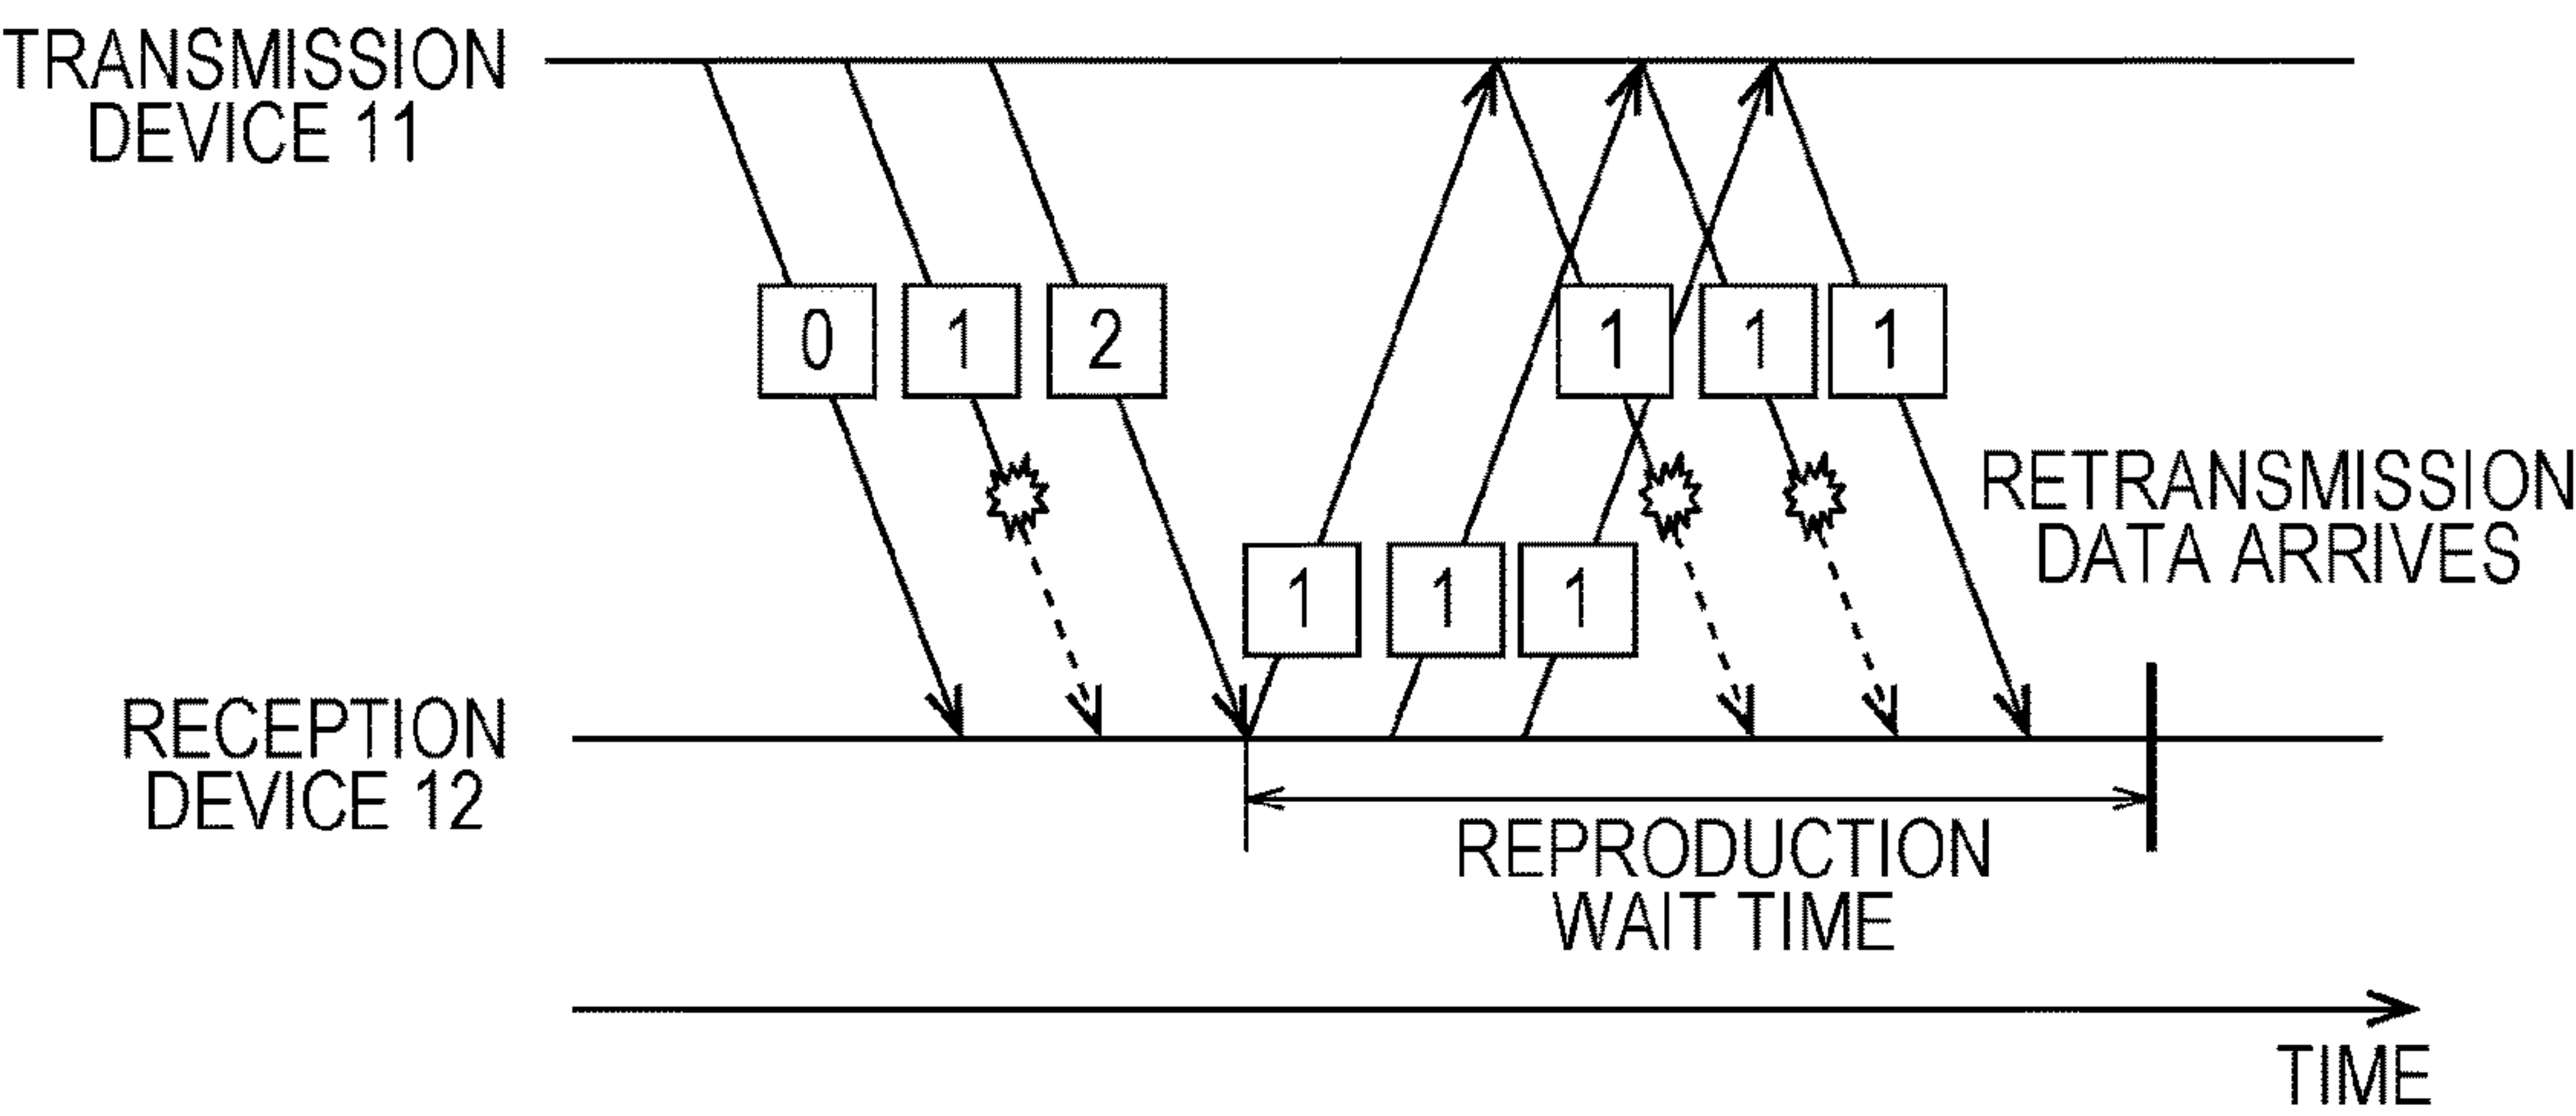 TRANSMISSION
DEVICE 11
0 1 2 1 1 1
RETRANSMISSION
DATA ARRIVES
1 1 1
RECEPTION
DEVICE 12
REPRODUCTION
WAIT TIME
TIME